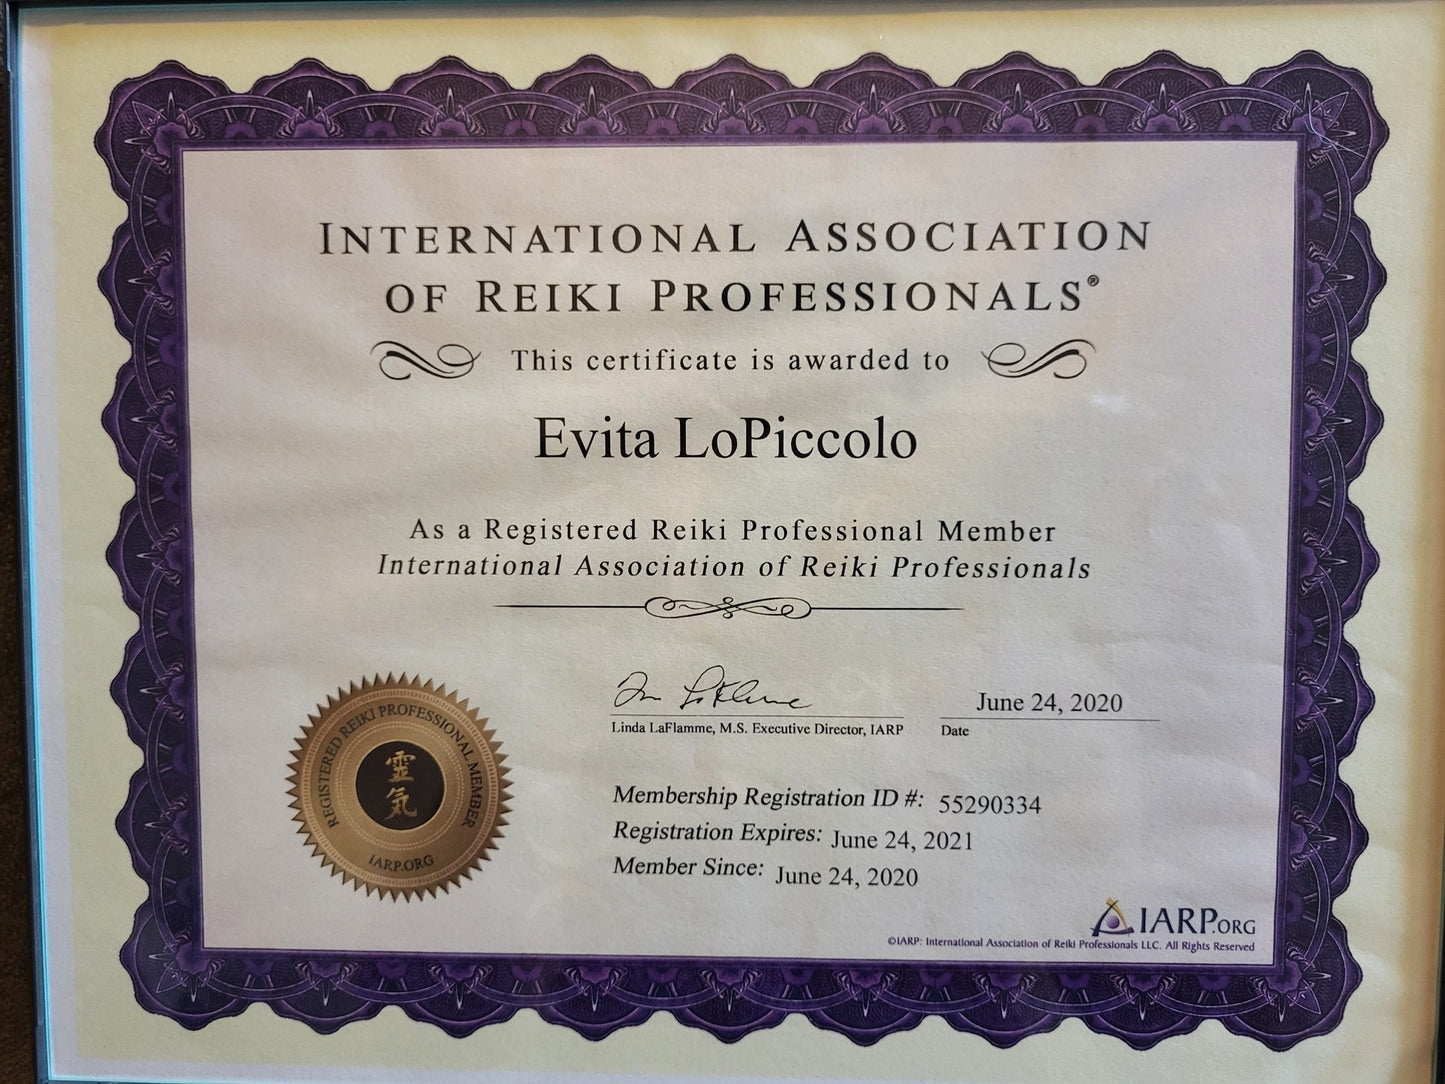 INTERNATIONAL ASSOCIATION
OF REIKI PROFESSIONALS®
This certificate is awarded to
Evita LoPiccolo
As a Registered Reiki Professional Member
International Association of Reiki Professionals
Linda LaFlamme, M.S. Executive Director, IARP
June 24, 2020
Date
REGISTERED REIKI PROFESSIONAL MEMBER
靈氣
IARP.ORG
Membership Registration ID #: 55290334
Registration Expires: June 24, 2021
Member Since: June 24, 2020
IARP.ORG
©IARP: International Association of Reiki Professionals LLC. All Rights Reserved